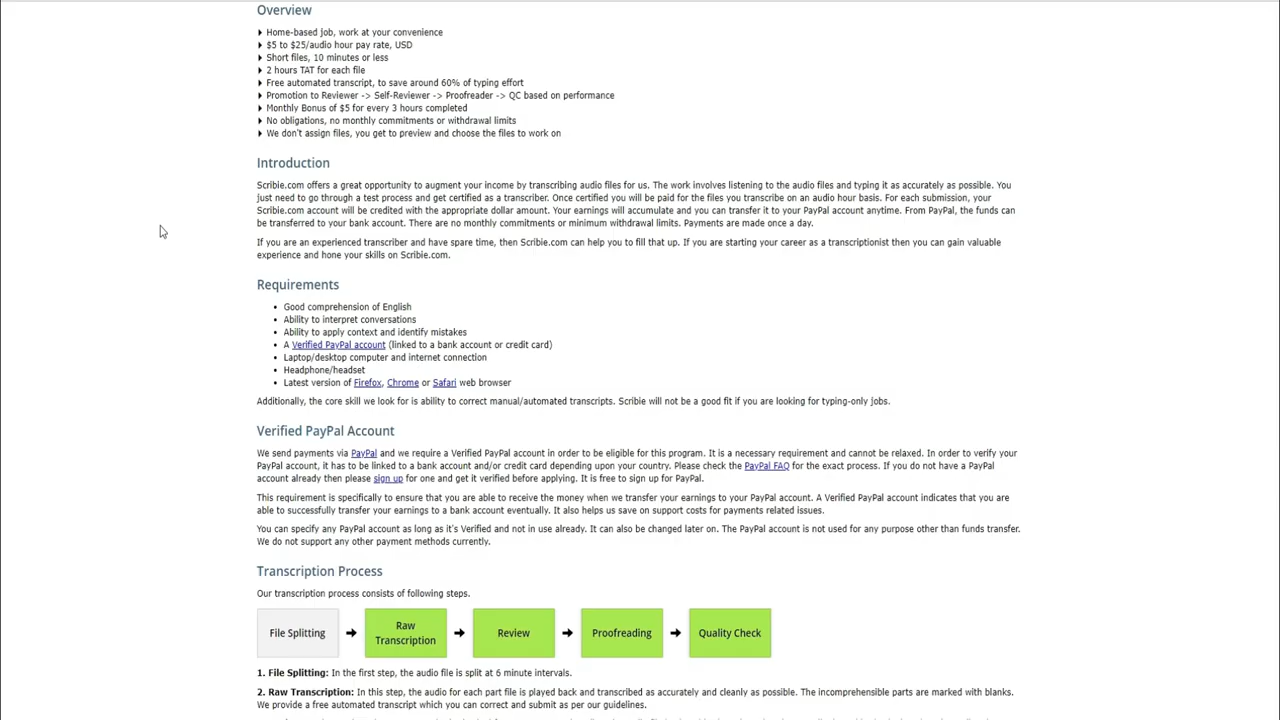 Overview
Home-based job, work at your convenience
$5 to $25/audio hour pay rate, USD
Short files, 10 minutes or less
2 hours TAT for each file
Free automated transcript, to save around 60% of typing effort
Promotion to Reviewer -> Self-Reviewer -> Proofreader -> QC based on performance
Monthly Bonus of $5 for every 3 hours completed
No obligations, no monthly commitments or withdrawal limits
We don't assign files, you get to preview and choose the files to work on
Introduction
Scribie.com offers a great opportunity to augment your income by transcribing audio files for us. The work involves listening to the audio files and typing it as accurately as possible. You
just need to go through a test process and get certified as a transcriber. Once certified you will be paid for the files you transcribe on an audio hour basis. For each submission, your
Scribie.com account will be credited with the appropriate dollar amount. Your earnings will accumulate and you can transfer it to your PayPal account anytime. From PayPal, the funds can
be transferred to your bank account. There are no monthly commitments or minimum withdrawal limits. Payments are made once a day.
If you are an experienced transcriber and have spare time, then Scribie.com can help you to fill that up. If you are starting your career as a transcriptionist then you can gain valuable
experience and hone your skills on Scribie.com.
Requirements
Good comprehension of English
Ability to interpret conversations
Ability to apply context and identify mistakes
A Verified PayPal account (linked to a bank account or credit card)
Laptop/desktop computer and internet connection
Headphone/headset
Latest version of Firefox, Chrome or Safari web browser
Additionally, the core skill we look for is ability to correct manual/automated transcripts. Scribie will not be a good fit if you are looking for typing-only jobs.
Verified PayPal Account
We send payments via PayPal and we require a Verified PayPal account in order to be eligible for this program. It is a necessary requirement and cannot be relaxed. In order to verify your
PayPal account, it has to be linked to a bank account and/or credit card depending upon your country. Please check the PayPal FAQ for the exact process. If you do not have a PayPal
account already then please sign up for one and get it verified before applying. It is free to sign up for PayPal.
This requirement is specifically to ensure that you are able to receive the money when we transfer your earnings to your PayPal account. A Verified PayPal account indicates that you are
able to successfully transfer your earnings to a bank account eventually. It also helps us save on support costs for payments related issues.
You can specify any PayPal account as long as it's Verified and not in use already. It can also be changed later on. The PayPal account is not used for any purpose other than funds transfer.
We do not support any other payment methods currently.
Transcription Process
Our transcription process consists of following steps.
File Splitting
Raw
Transcription
Review
Proofreading
Quality Check
1. File Splitting: In the first step, the audio file is split at 6 minute intervals.
2. Raw Transcription: In this step, the audio for each part file is played back and transcribed as accurately and cleanly as possible. The incomprehensible parts are marked with blanks.
We provide a free automated transcript which you can correct and submit as per our guidelines.